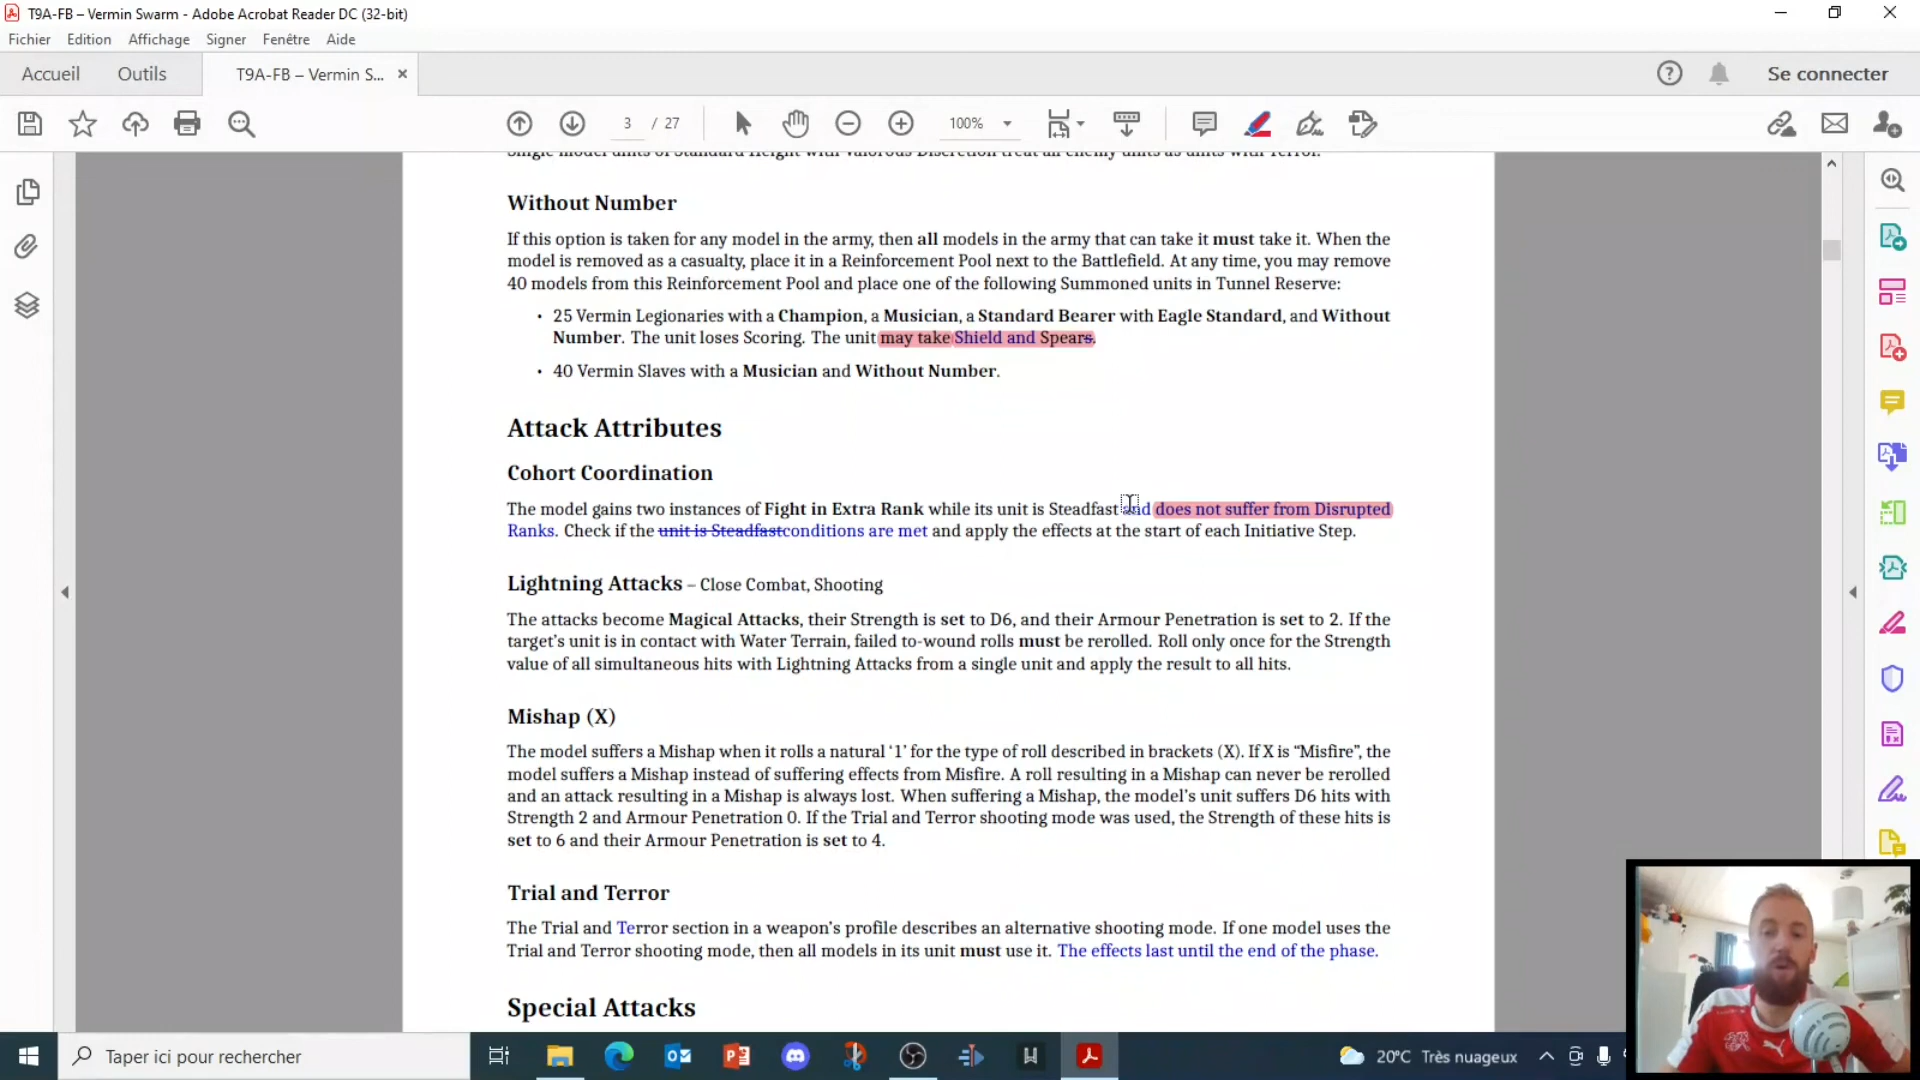 T9A-FB – Vermin Swarm - Adobe Acrobat Reader DC (32-bit)
Fichier Edition Affichage Signer Fenêtre Aide
Accueil Outils T9A-FB – Vermin S... Se connecter
3 / 27 100%
Single model units of Standard Height with Valorous Discretion treat all enemy units as units with Terror.
Without Number
If this option is taken for any model in the army, then all models in the army that can take it must take it. When the
model is removed as a casualty, place it in a Reinforcement Pool next to the Battlefield. At any time, you may remove
40 models from this Reinforcement Pool and place one of the following Summoned units in Tunnel Reserve:
• 25 Vermin Legionaries with a Champion, a Musician, a Standard Bearer with Eagle Standard, and Without
Number. The unit loses Scoring. The unit may take Shield and Spears.
• 40 Vermin Slaves with a Musician and Without Number.
Attack Attributes
Cohort Coordination
The model gains two instances of Fight in Extra Rank while its unit is Steadfast and does not suffer from Disrupted
Ranks. Check if the unit is Steadfastconditions are met and apply the effects at the start of each Initiative Step.
Lightning Attacks – Close Combat, Shooting
The attacks become Magical Attacks, their Strength is set to D6, and their Armour Penetration is set to 2. If the
target's unit is in contact with Water Terrain, failed to-wound rolls must be rerolled. Roll only once for the Strength
value of all simultaneous hits with Lightning Attacks from a single unit and apply the result to all hits.
Mishap (X)
The model suffers a Mishap when it rolls a natural ‘1’ for the type of roll described in brackets (X). If X is “Misfire”, the
model suffers a Mishap instead of suffering effects from Misfire. A roll resulting in a Mishap can never be rerolled
and an attack resulting in a Mishap is always lost. When suffering a Mishap, the model's unit suffers D6 hits with
Strength 2 and Armour Penetration 0. If the Trial and Terror shooting mode was used, the Strength of these hits is
set to 6 and their Armour Penetration is set to 4.
Trial and Terror
The Trial and Terror section in a weapon's profile describes an alternative shooting mode. If one model uses the
Trial and Terror shooting mode, then all models in its unit must use it. The effects last until the end of the phase.
Special Attacks
Taper ici pour rechercher
20°C Très nuageux